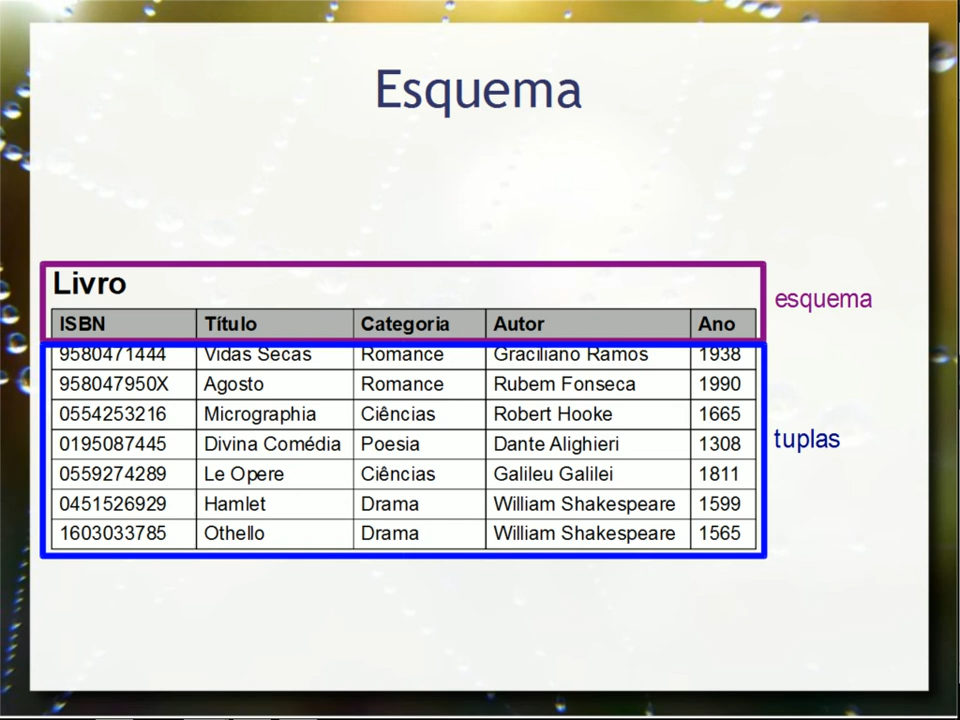 Esquema
Livro
esquema
ISBN Título Categoria Autor Ano
9580471444 Vidas Secas Romance Graciliano Ramos 1938
958047950X Agosto Romance Rubem Fonseca 1990
0554253216 Micrographia Ciências Robert Hooke 1665
0195087445 Divina Comédia Poesia Dante Alighieri 1308
tuplas
0559274289 Le Opere Ciências Galileu Galilei 1811
0451526929 Hamlet Drama William Shakespeare 1599
1603033785 Othello Drama William Shakespeare 1565